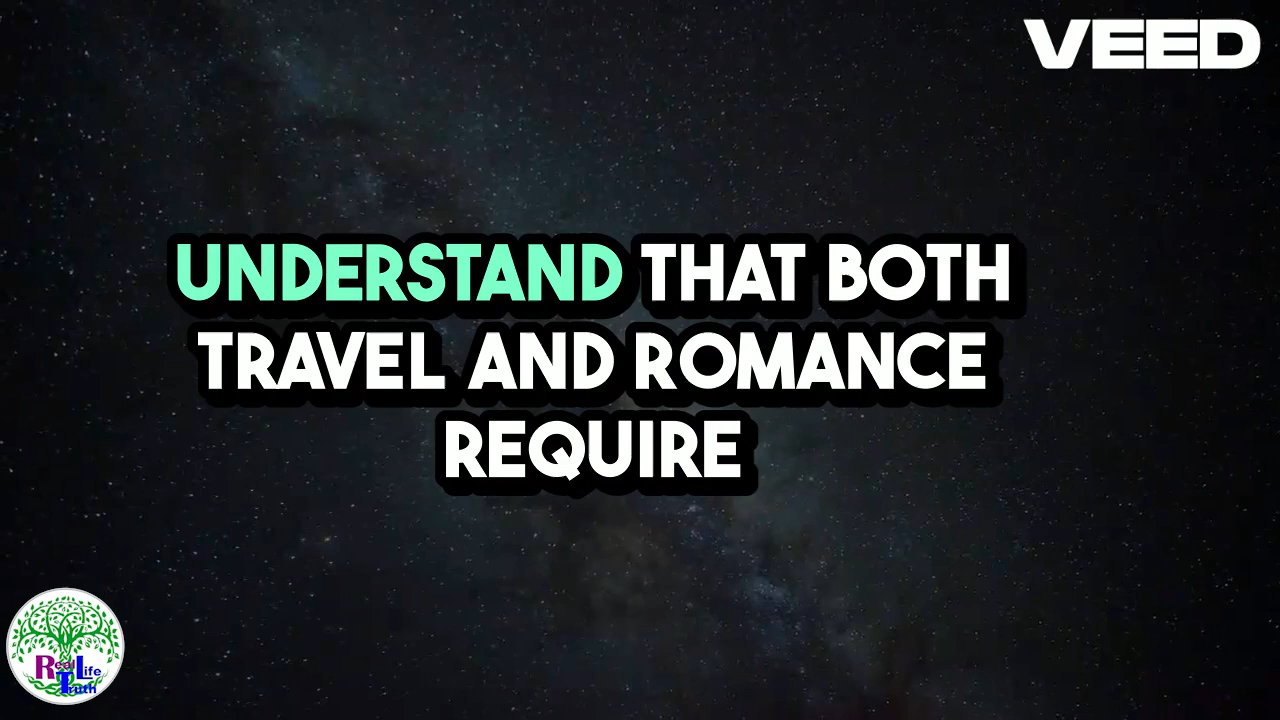 VEED
UNDERSTAND THAT BOTH
TRAVEL AND ROMANCE
REQUIRE
Real Life
Truth